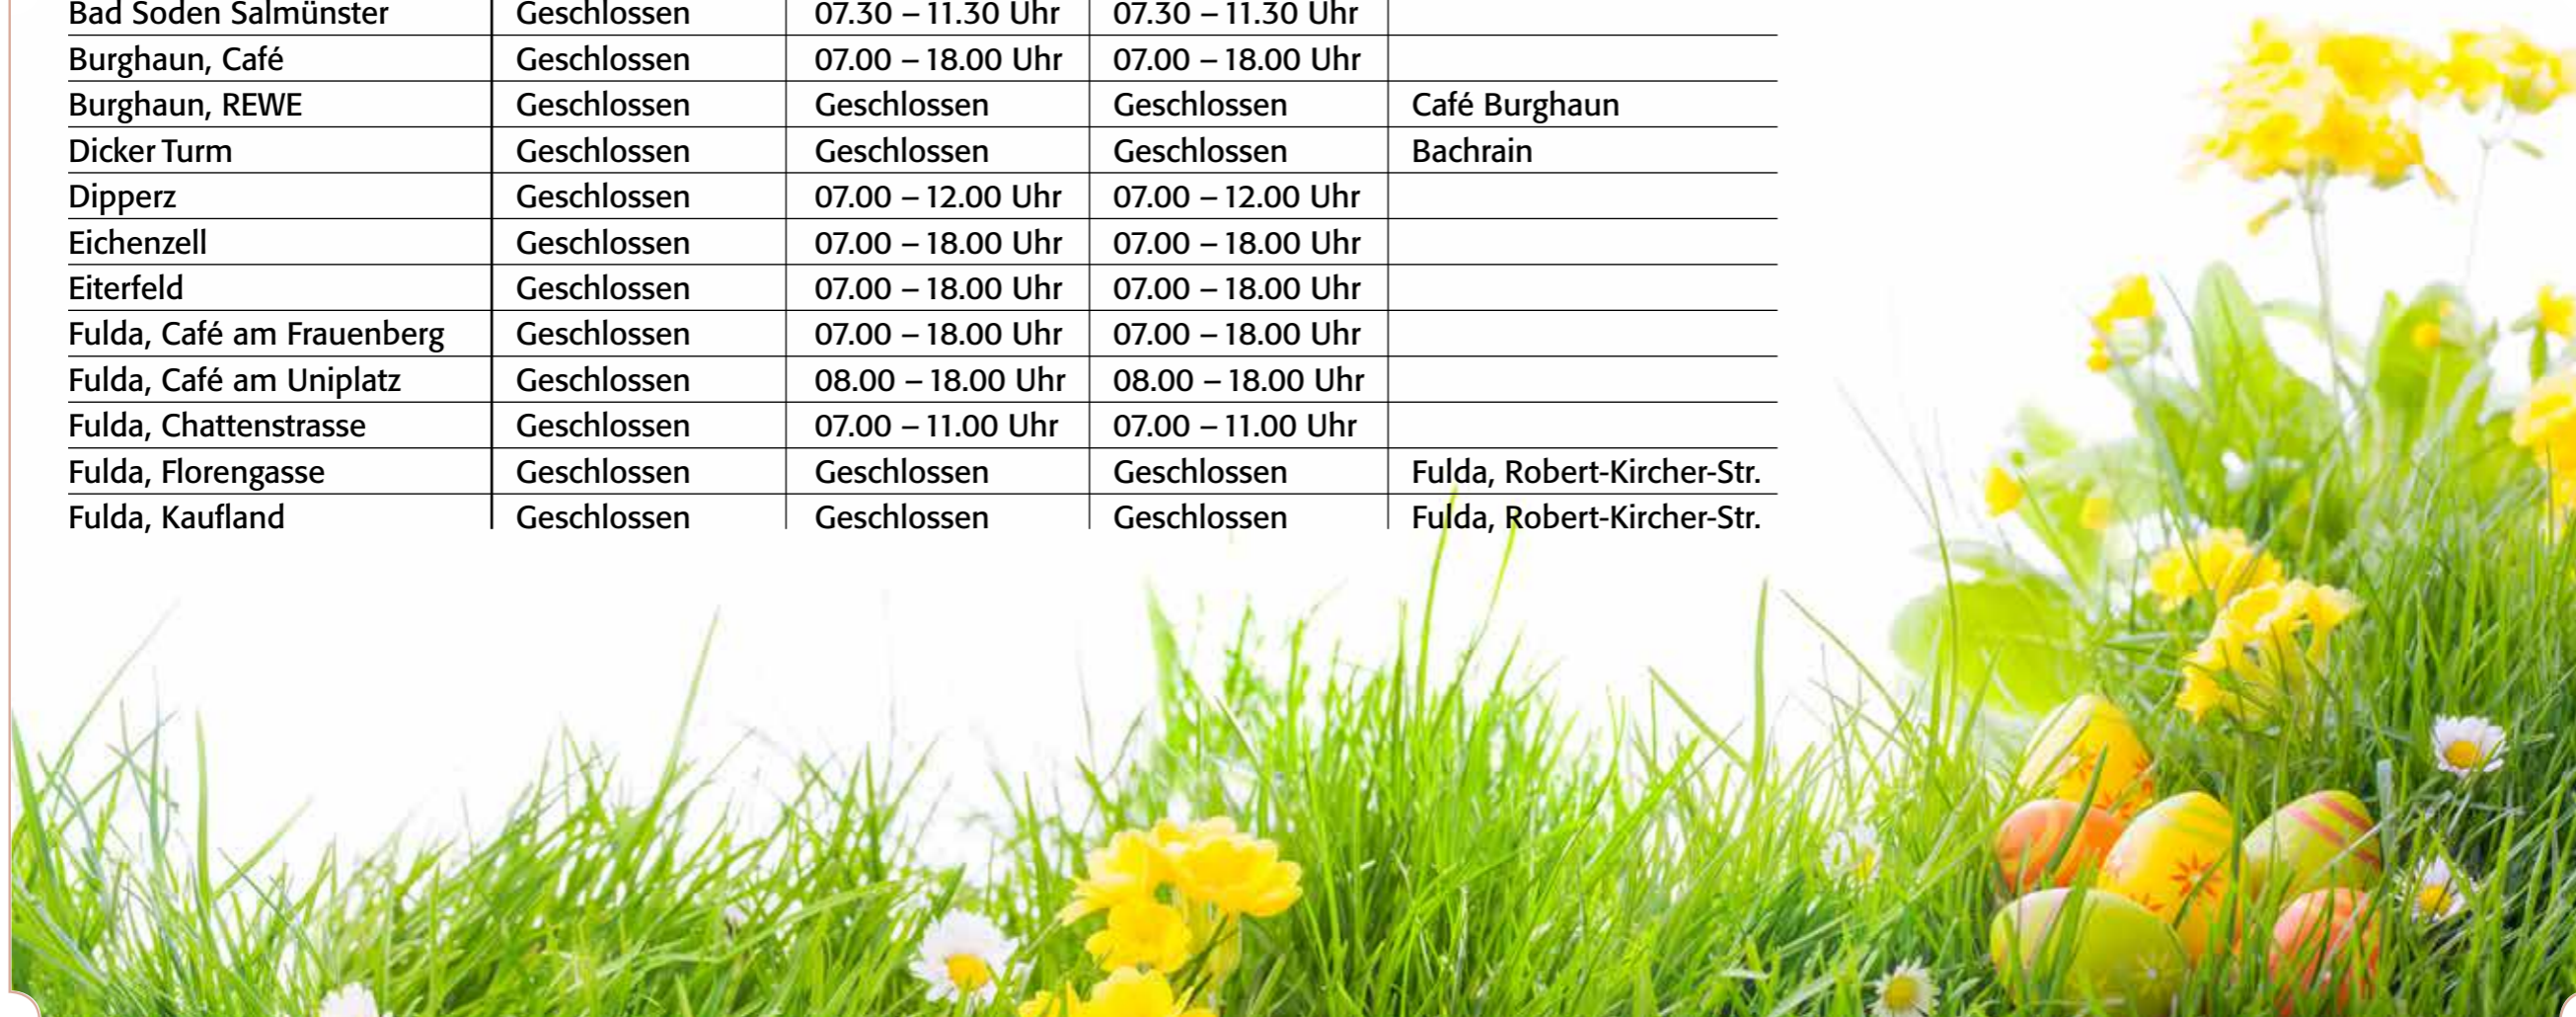 Bad Soden Salmünster Geschlossen 07.30 – 11.30 Uhr 07.30 – 11.30 Uhr
Burghaun, Café Geschlossen 07.00 – 18.00 Uhr 07.00 – 18.00 Uhr
Burghaun, REWE Geschlossen Geschlossen Geschlossen Café Burghaun
Dicker Turm Geschlossen Geschlossen Geschlossen Bachrain
Dipperz Geschlossen 07.00 – 12.00 Uhr 07.00 – 12.00 Uhr
Eichenzell Geschlossen 07.00 – 18.00 Uhr 07.00 – 18.00 Uhr
Eiterfeld Geschlossen 07.00 – 18.00 Uhr 07.00 – 18.00 Uhr
Fulda, Café am Frauenberg Geschlossen 07.00 – 18.00 Uhr 07.00 – 18.00 Uhr
Fulda, Café am Uniplatz Geschlossen 08.00 – 18.00 Uhr 08.00 – 18.00 Uhr
Fulda, Chattenstrasse Geschlossen 07.00 – 11.00 Uhr 07.00 – 11.00 Uhr
Fulda, Florengasse Geschlossen Geschlossen Geschlossen Fulda, Robert-Kircher-Str.
Fulda, Kaufland Geschlossen Geschlossen Geschlossen Fulda, Robert-Kircher-Str.